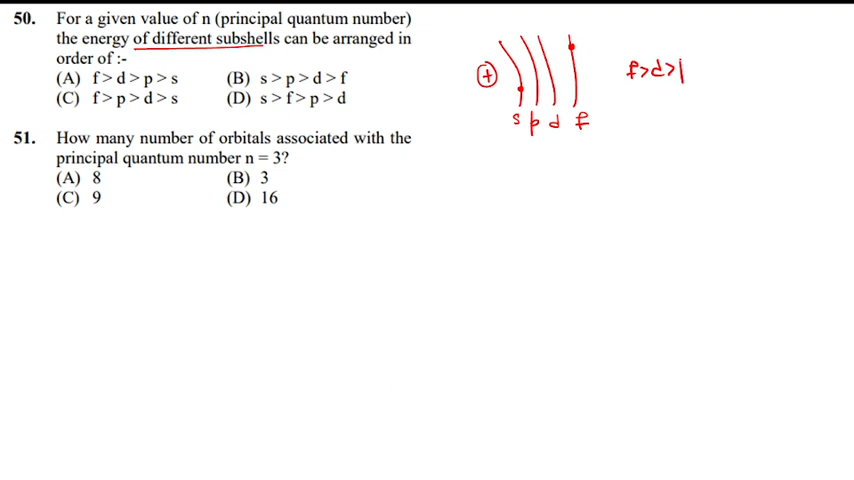 50. For a given value of n (principal quantum number)
the energy of different subshells can be arranged in
order of :-
(A) f > d > p > s (B) s > p > d > f
(C) f > p > d > s (D) s > f > p > d
51. How many number of orbitals associated with the
principal quantum number n = 3?
(A) 8 (B) 3
(C) 9 (D) 16
+
s p d f
f>d>